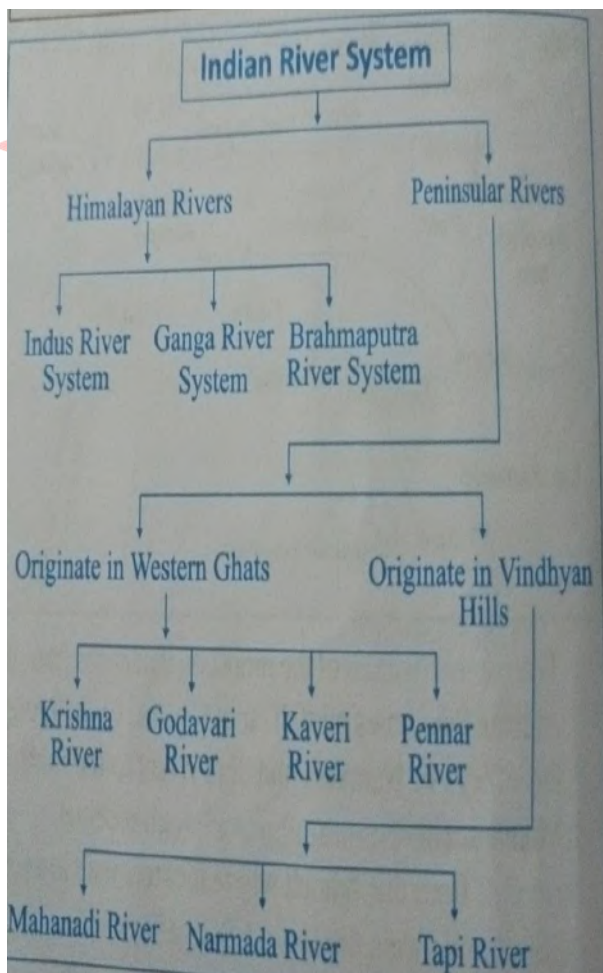 Indian River System
Himalayan Rivers
Peninsular Rivers
Indus River
System
Ganga River
System
Brahmaputra
River System
Originate in Western Ghats
Originate in Vindhyan
Hills
Krishna
River
Godavari
River
Kaveri
River
Pennar
River
Mahanadi River
Narmada River
Tapi River